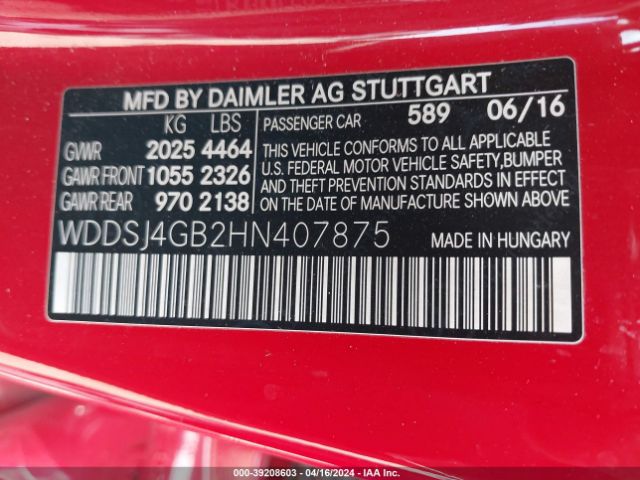 MFD BY DAIMLER AG STUTTGART
KG LBS PASSENGER CAR 589 06/16
GVWR 2025 4464 THIS VEHICLE CONFORMS TO ALL APPLICABLE
U.S. FEDERAL MOTOR VEHICLE SAFETY,BUMPER
GAWR FRONT 1055 2326 AND THEFT PREVENTION STANDARDS IN EFFECT
GAWR REAR 970 2138 ON THE DATE OF MANUFACTURE SHOWN ABOVE
WDDSJ4GB2HN407875 MADE IN HUNGARY
000-39208603 - 04/16/2024 - IAA Inc.